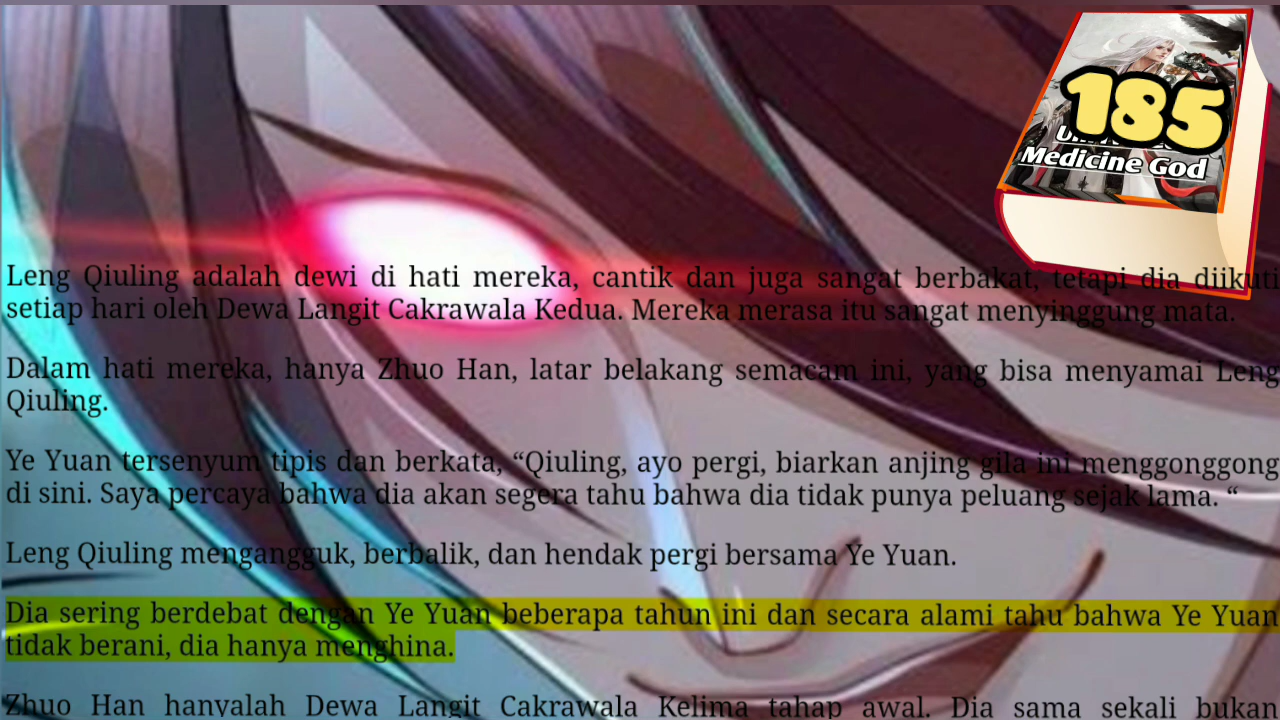 185
Medicine God
Leng Qiuling adalah dewi di hati mereka, cantik dan juga sangat berbakat, tetapi dia diikuti
setiap hari oleh Dewa Langit Cakrawala Kedua. Mereka merasa itu sangat menyinggung mata.
Dalam hati mereka, hanya Zhuo Han, latar belakang semacam ini, yang bisa menyamai Leng
Qiuling.
Ye Yuan tersenyum tipis dan berkata, “Qiuling, ayo pergi, biarkan anjing gila ini menggonggong
di sini. Saya percaya bahwa dia akan segera tahu bahwa dia tidak punya peluang sejak lama. “
Leng Qiuling mengangguk, berbalik, dan hendak pergi bersama Ye Yuan.
Dia sering berdebat dengan Ye Yuan beberapa tahun ini dan secara alami tahu bahwa Ye Yuan
tidak berani, dia hanya menghina.
Zhuo Han hanyalah Dewa Langit Cakrawala Kelima tahap awal. Dia sama sekali bukan